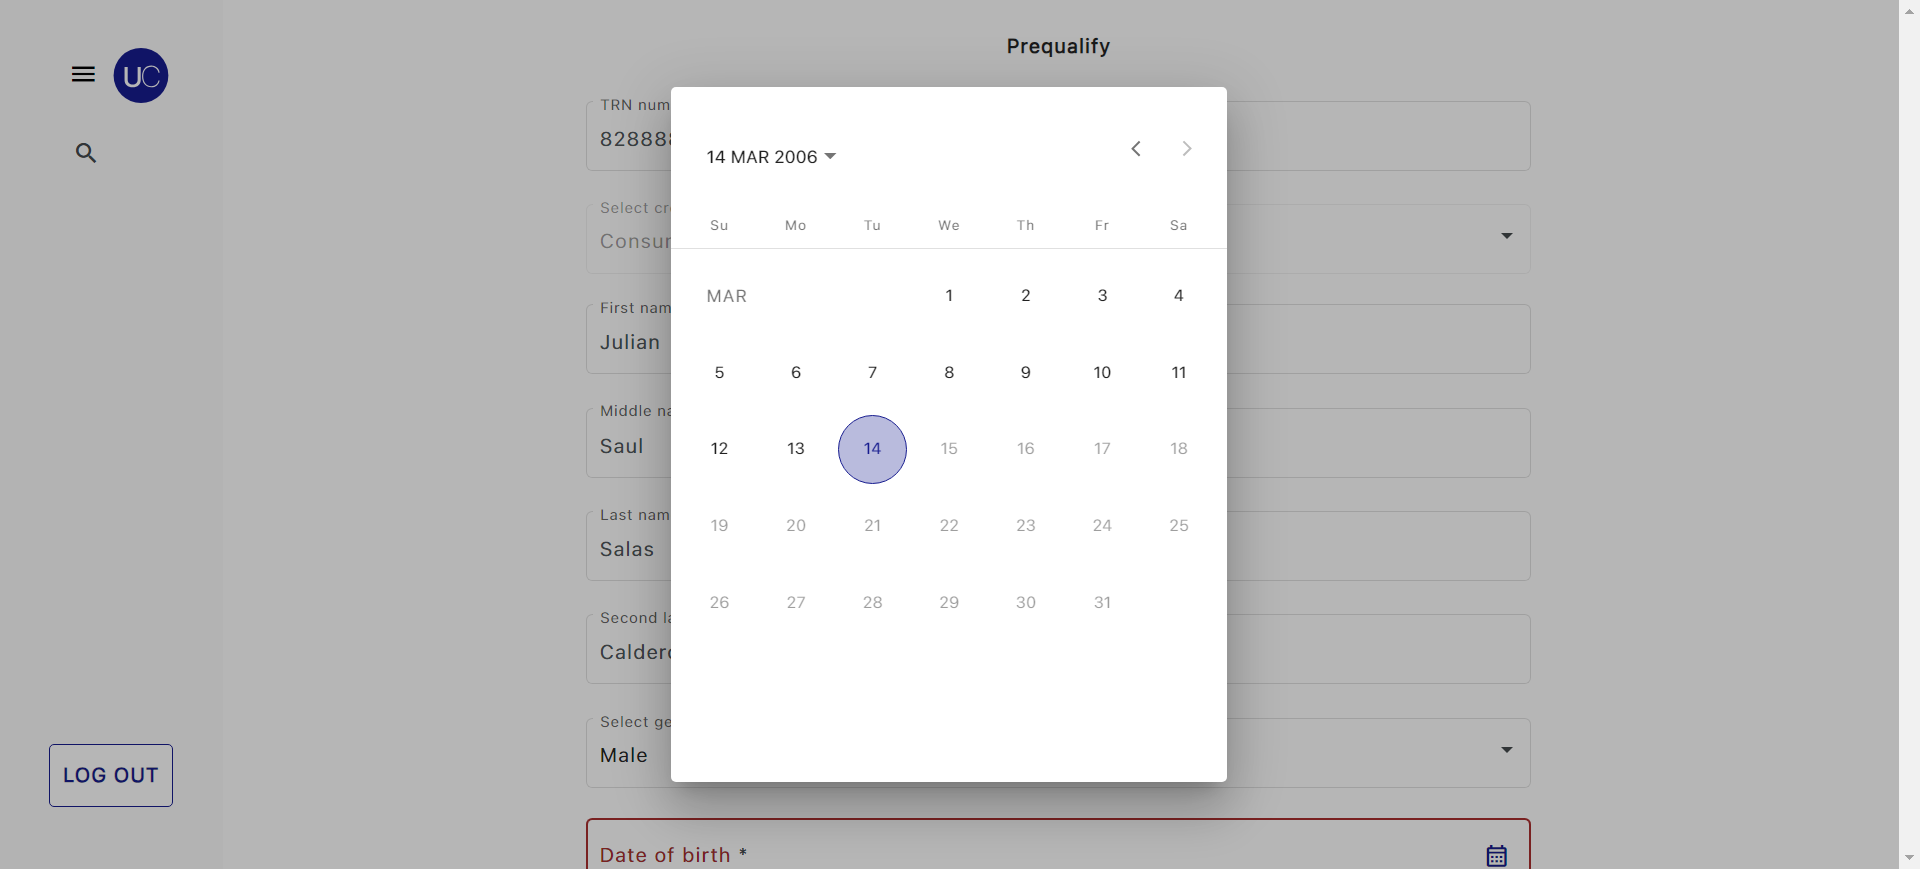 Prequalify
UC
TRN num
82888
Select cr
Consur
First nam
Julian
Middle na
Saul
Last nam
Salas
Second la
Calder
Select ge
Male
Date of birth *
LOG OUT
14 MAR 2006
Su Mo Tu We Th Fr Sa
MAR 1 2 3 4
5 6 7 8 9 10 11
12 13 14 15 16 17 18
19 20 21 22 23 24 25
26 27 28 29 30 31